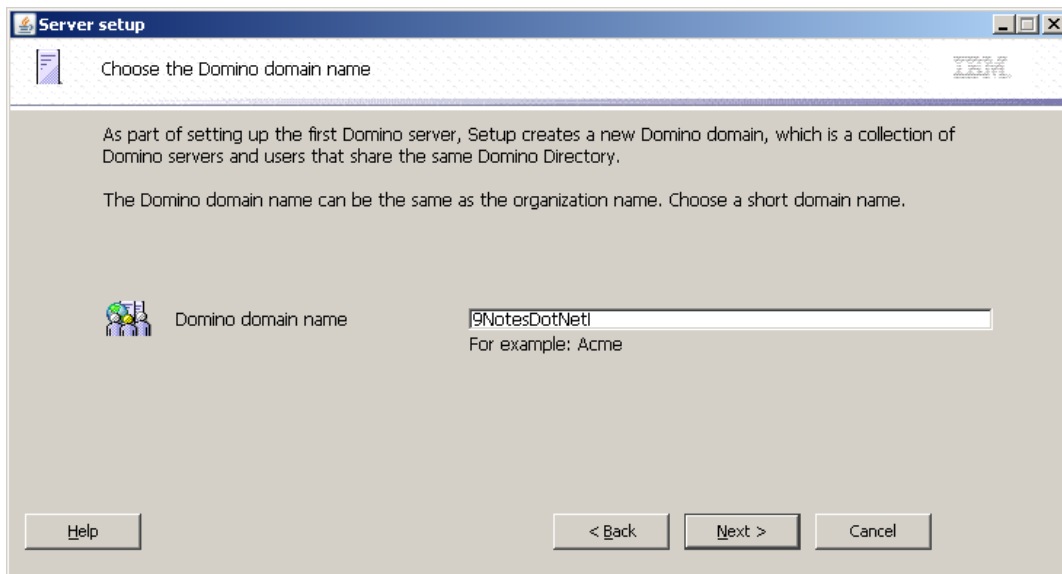 Server setup
Choose the Domino domain name
IBM.
As part of setting up the first Domino server, Setup creates a new Domino domain, which is a collection of
Domino servers and users that share the same Domino Directory.
The Domino domain name can be the same as the organization name. Choose a short domain name.
Domino domain name
9NotesDotNet
For example: Acme
Help
< Back
Next >
Cancel